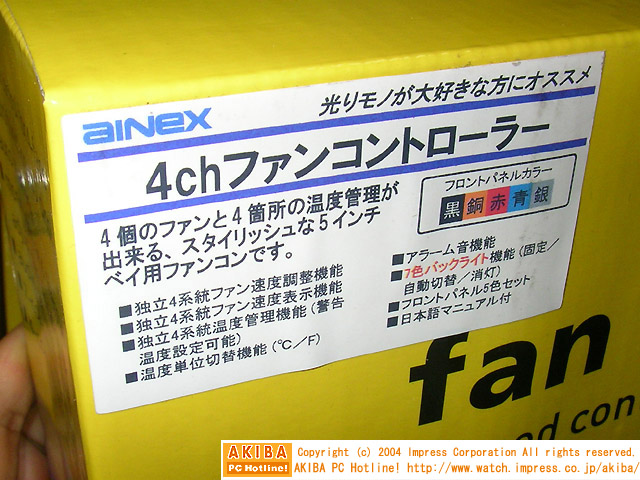 光りモノが大好きな方にオススメ
AINEX
4chファンコントローラー
4個のファンと4箇所の温度管理が
出来る、スタイリッシュな5インチ
ベイ用ファンコンです。
フロントパネルカラー
黒 銅 赤 青 銀
■独立4系統ファン速度調整機能
■独立4系統ファン速度表示機能
■独立4系統温度管理機能(警告
温度設定可能)
■温度単位切替機能(℃/F)
■アラーム音機能
■7色バックライト機能(固定/
自動切替/消灯)
■フロントパネル5色セット
■日本語マニュアル付
fan
ed con
AKIBA
PC Hotline!
Copyright (c) 2004 Impress Corporation All rights reserved.
AKIBA PC Hotline! http://www.watch.impress.co.jp/akiba/